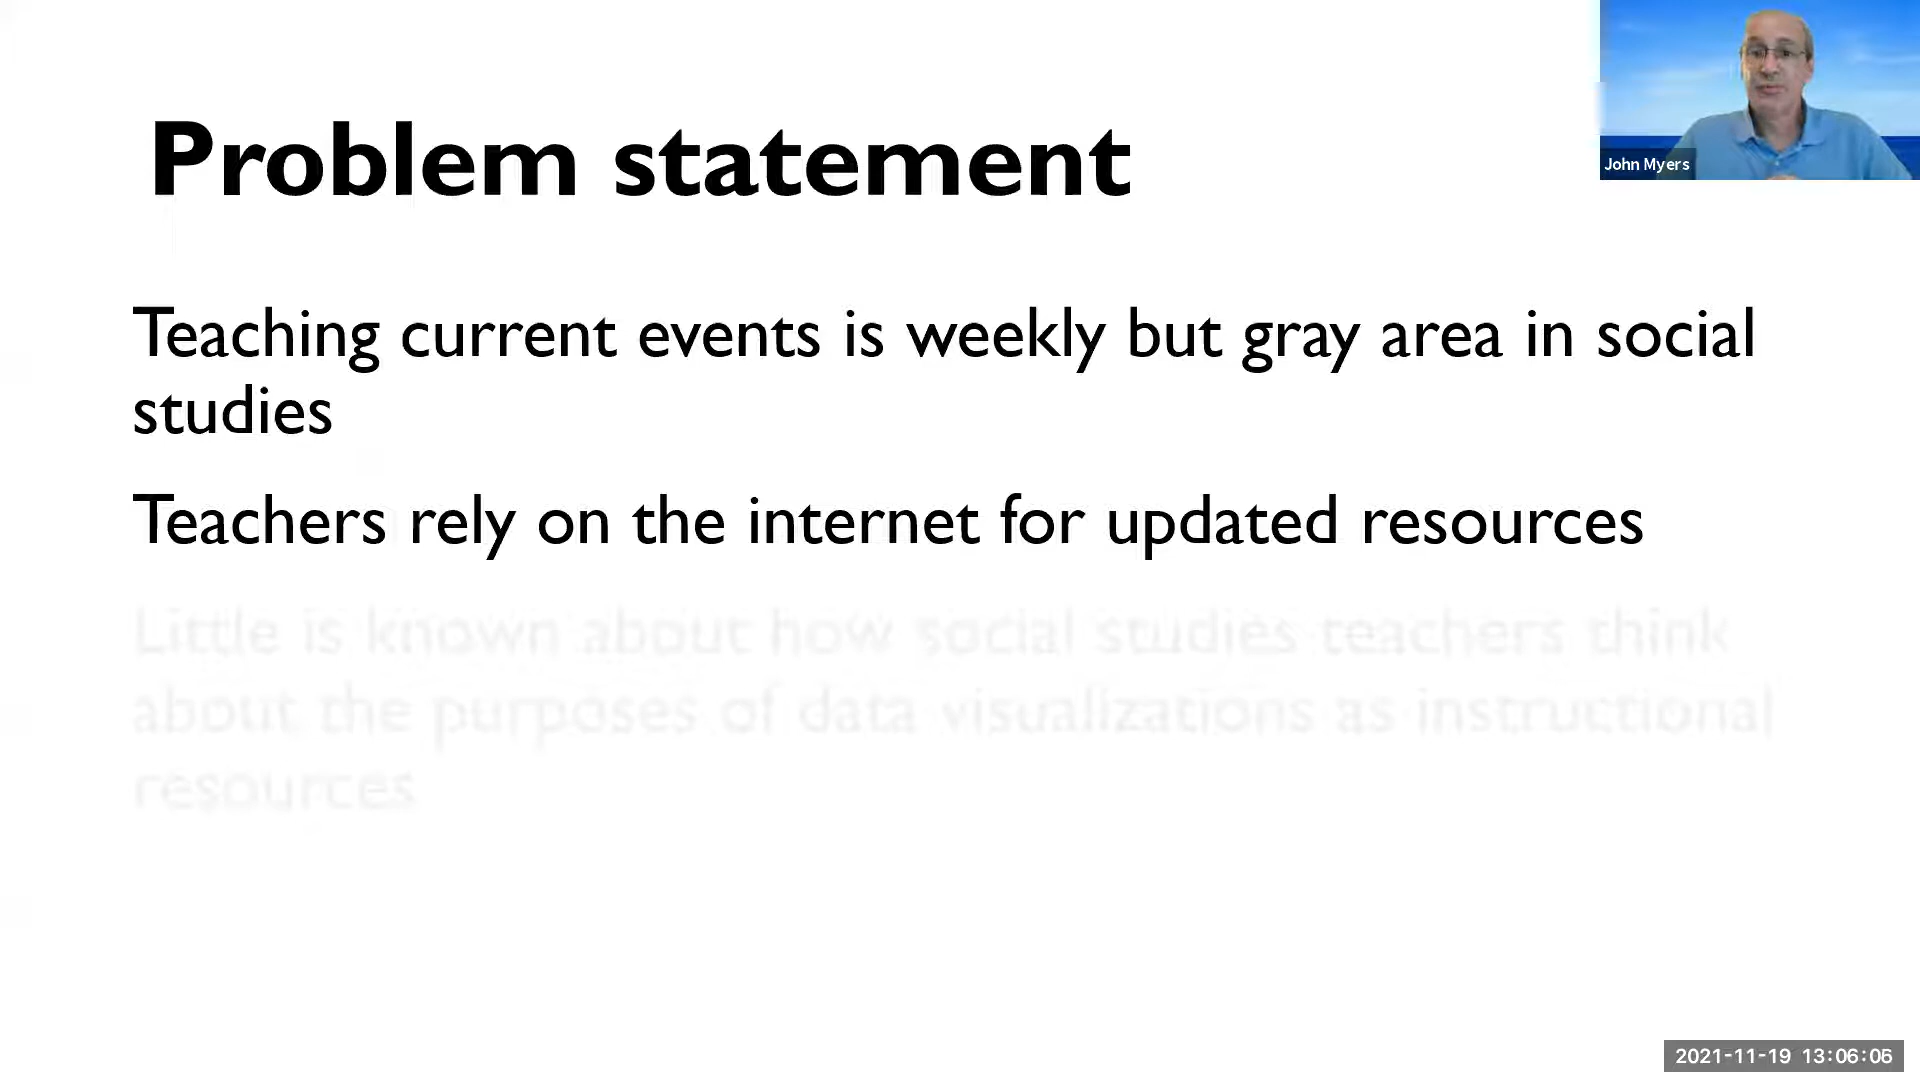 Problem statement
John Myers
Teaching current events is weekly but gray area in social
studies
Teachers rely on the internet for updated resources
Little is known about how social studies teachers think
about the purposes of data visualizations as instructional
resources
2021-11-19 13:06:06